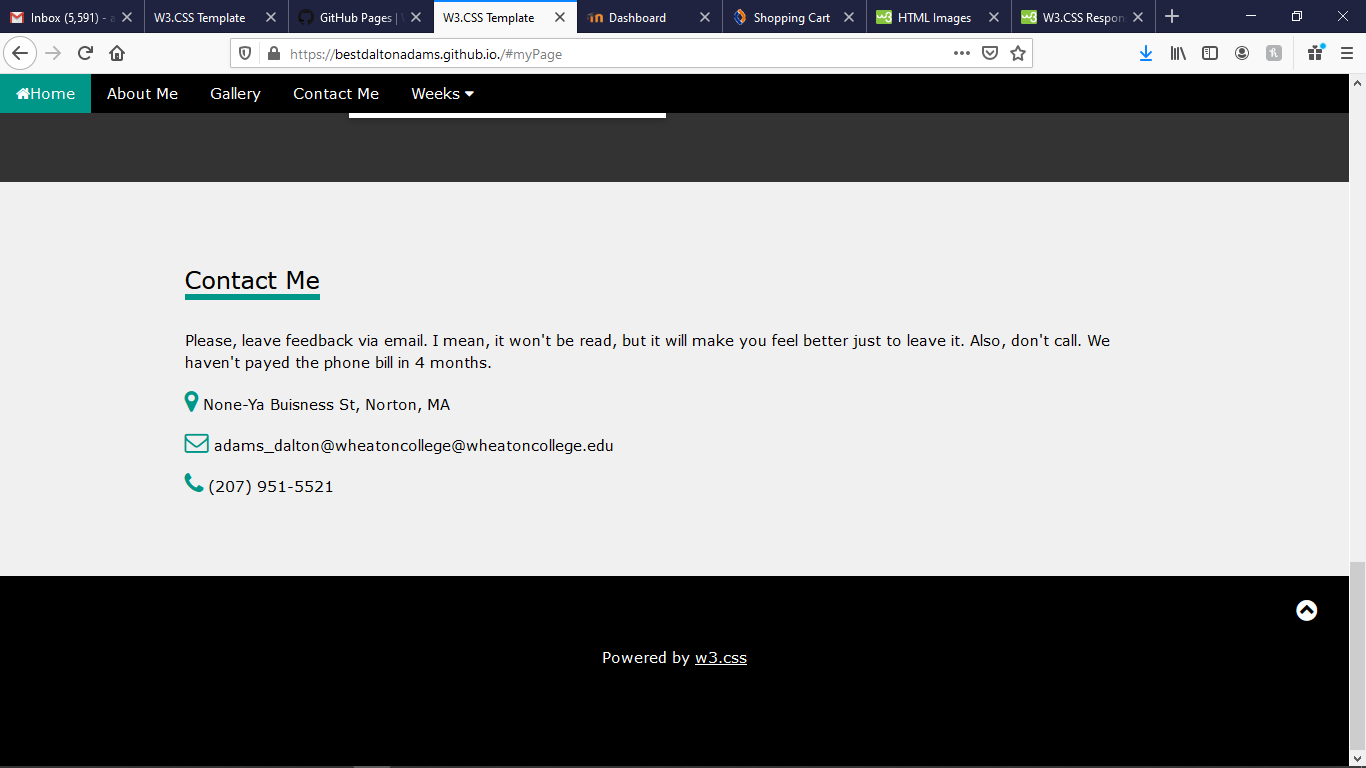 Inbox (5,591) - a
W3.CSS Template
GitHub Pages |
W3.CSS Template
Dashboard
Shopping Cart
HTML Images
W3.CSS Respon
https://bestdaltonadams.github.io./#myPage
Home About Me Gallery Contact Me Weeks
Contact Me
Please, leave feedback via email. I mean, it won't be read, but it will make you feel better just to leave it. Also, don't call. We
haven't payed the phone bill in 4 months.
None-Ya Buisness St, Norton, MA
adams_dalton@wheatoncollege@wheatoncollege.edu
(207) 951-5521
Powered by w3.css